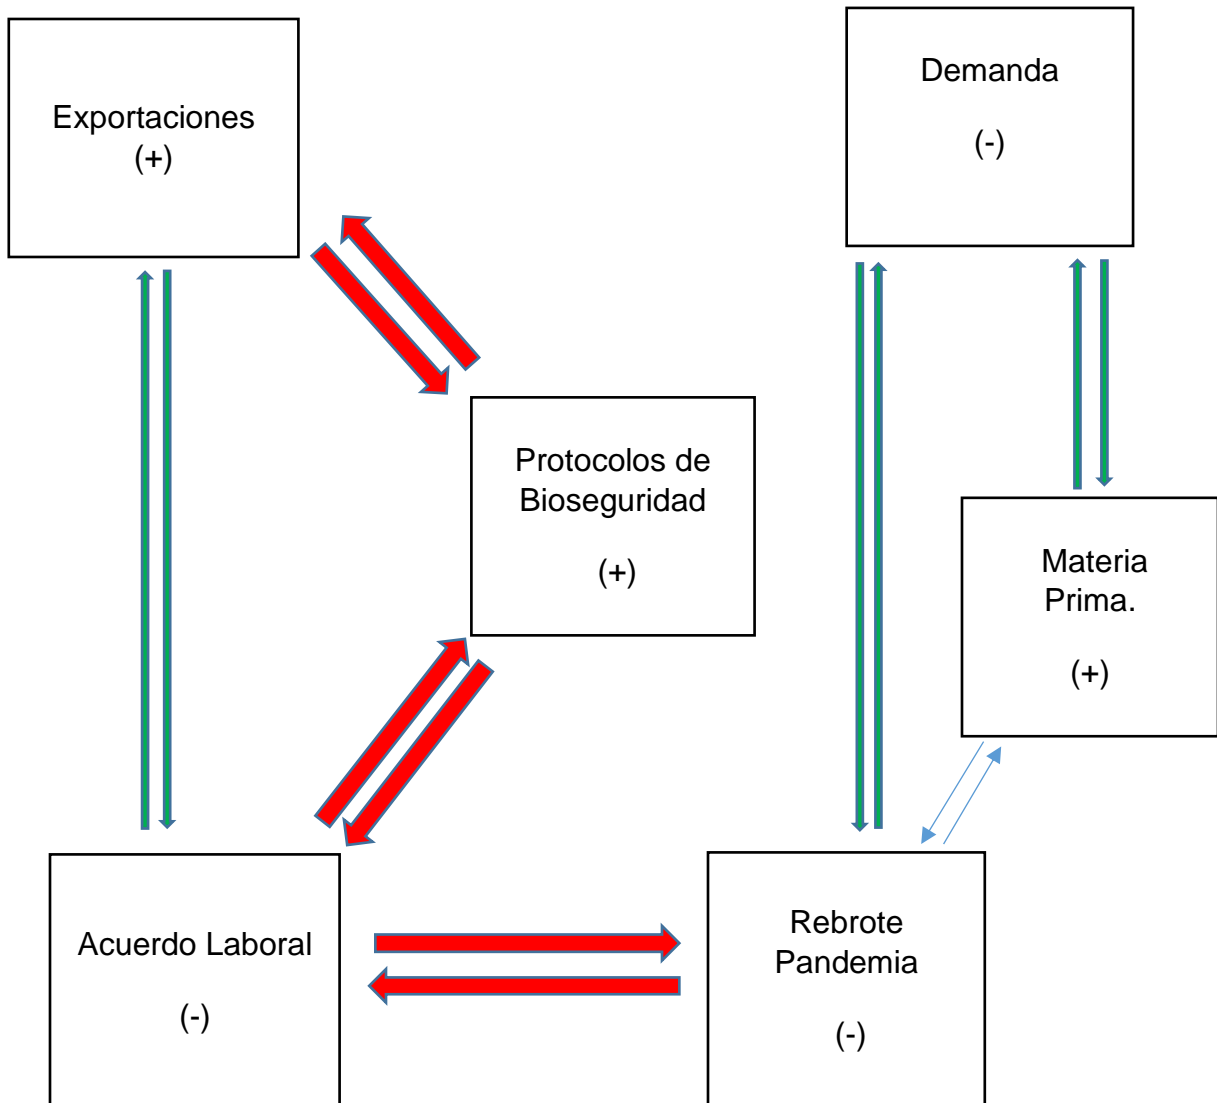 Exportaciones
(+)
Demanda
(-)
Protocolos de
Bioseguridad
(+)
Materia
Prima.
(+)
Acuerdo Laboral
(-)
Rebrote
Pandemia
(-)